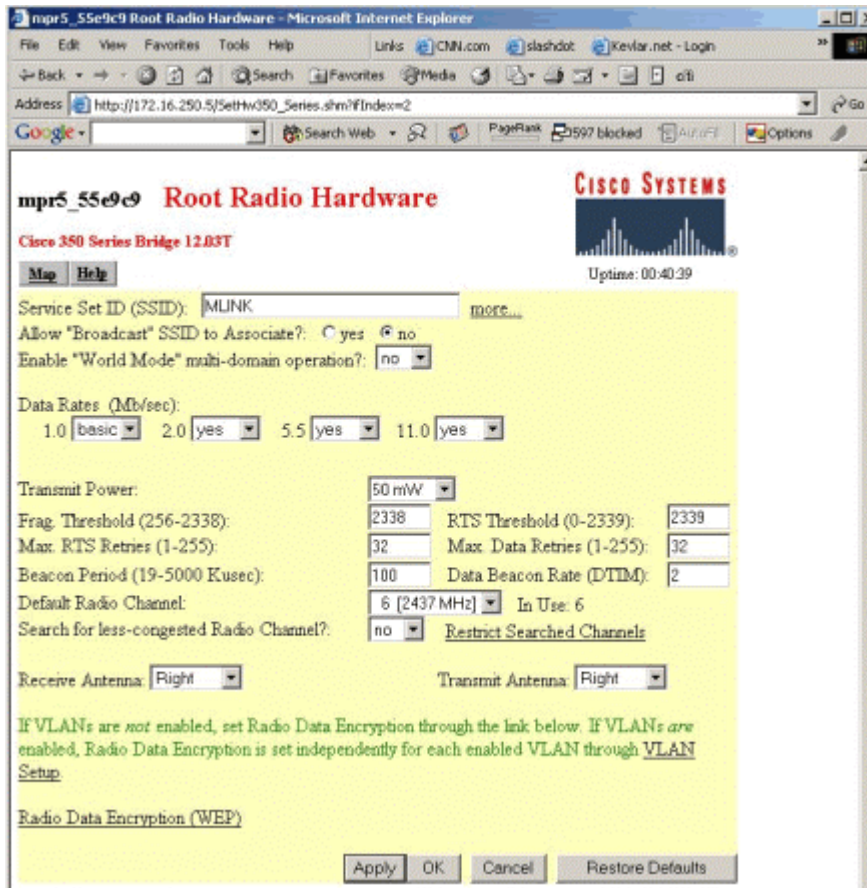 mpr5_55e9c9 Root Radio Hardware - Microsoft Internet Explorer
File Edit View Favorites Tools Help Links CNN.com slashdot Kevlar.net - Login
Back Search Favorites Media
Address http://172.16.250.5/SetHw350_Series.shm?ifIndex=2 Go
Google Search Web PageRank 597 blocked AutoFill Options
mpr5_55e9c9 Root Radio Hardware
CISCO SYSTEMS
Cisco 350 Series Bridge 12.03T
Map Help Uptime: 00:40:39
Service Set ID (SSID): MLINK more...
Allow "Broadcast" SSID to Associate?: yes no
Enable "World Mode" multi-domain operation?: no
Data Rates (Mb/sec):
1.0 basic 2.0 yes 5.5 yes 11.0 yes
Transmit Power: 50 mW
Frag. Threshold (256-2338): 2338 RTS Threshold (0-2339): 2339
Max. RTS Retries (1-255): 32 Max. Data Retries (1-255): 32
Beacon Period (19-5000 Kusec): 100 Data Beacon Rate (DTIM): 2
Default Radio Channel: 6 [2437 MHz] In Use: 6
Search for less-congested Radio Channel?: no Restrict Searched Channels
Receive Antenna: Right Transmit Antenna: Right
If VLANs are not enabled, set Radio Data Encryption through the link below. If VLANs are
enabled, Radio Data Encryption is set independently for each enabled VLAN through VLAN
Setup.
Radio Data Encryption (WEP)
Apply OK Cancel Restore Defaults